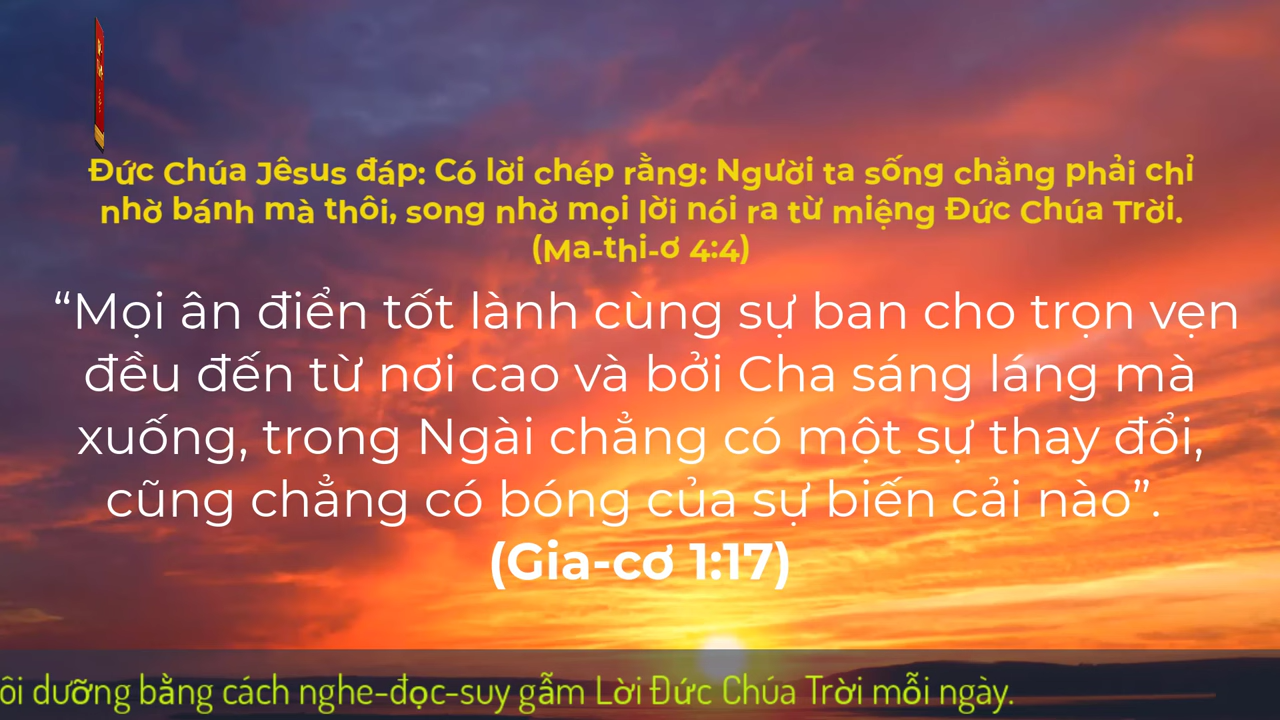 Đức Chúa Jêsus đáp: Có lời chép rằng: Người ta sống chẳng phải chỉ
nhờ bánh mà thôi, song nhờ mọi lời nói ra từ miệng Đức Chúa Trời.
(Ma-thi-ơ 4:4)
“Mọi ân điển tốt lành cùng sự ban cho trọn vẹn
đều đến từ nơi cao và bởi Cha sáng láng mà
xuống, trong Ngài chẳng có một sự thay đổi,
cũng chẳng có bóng của sự biến cải nào”.
(Gia-cơ 1:17)
ôi dưỡng bằng cách nghe-đọc-suy gẫm Lời Đức Chúa Trời mỗi ngày.